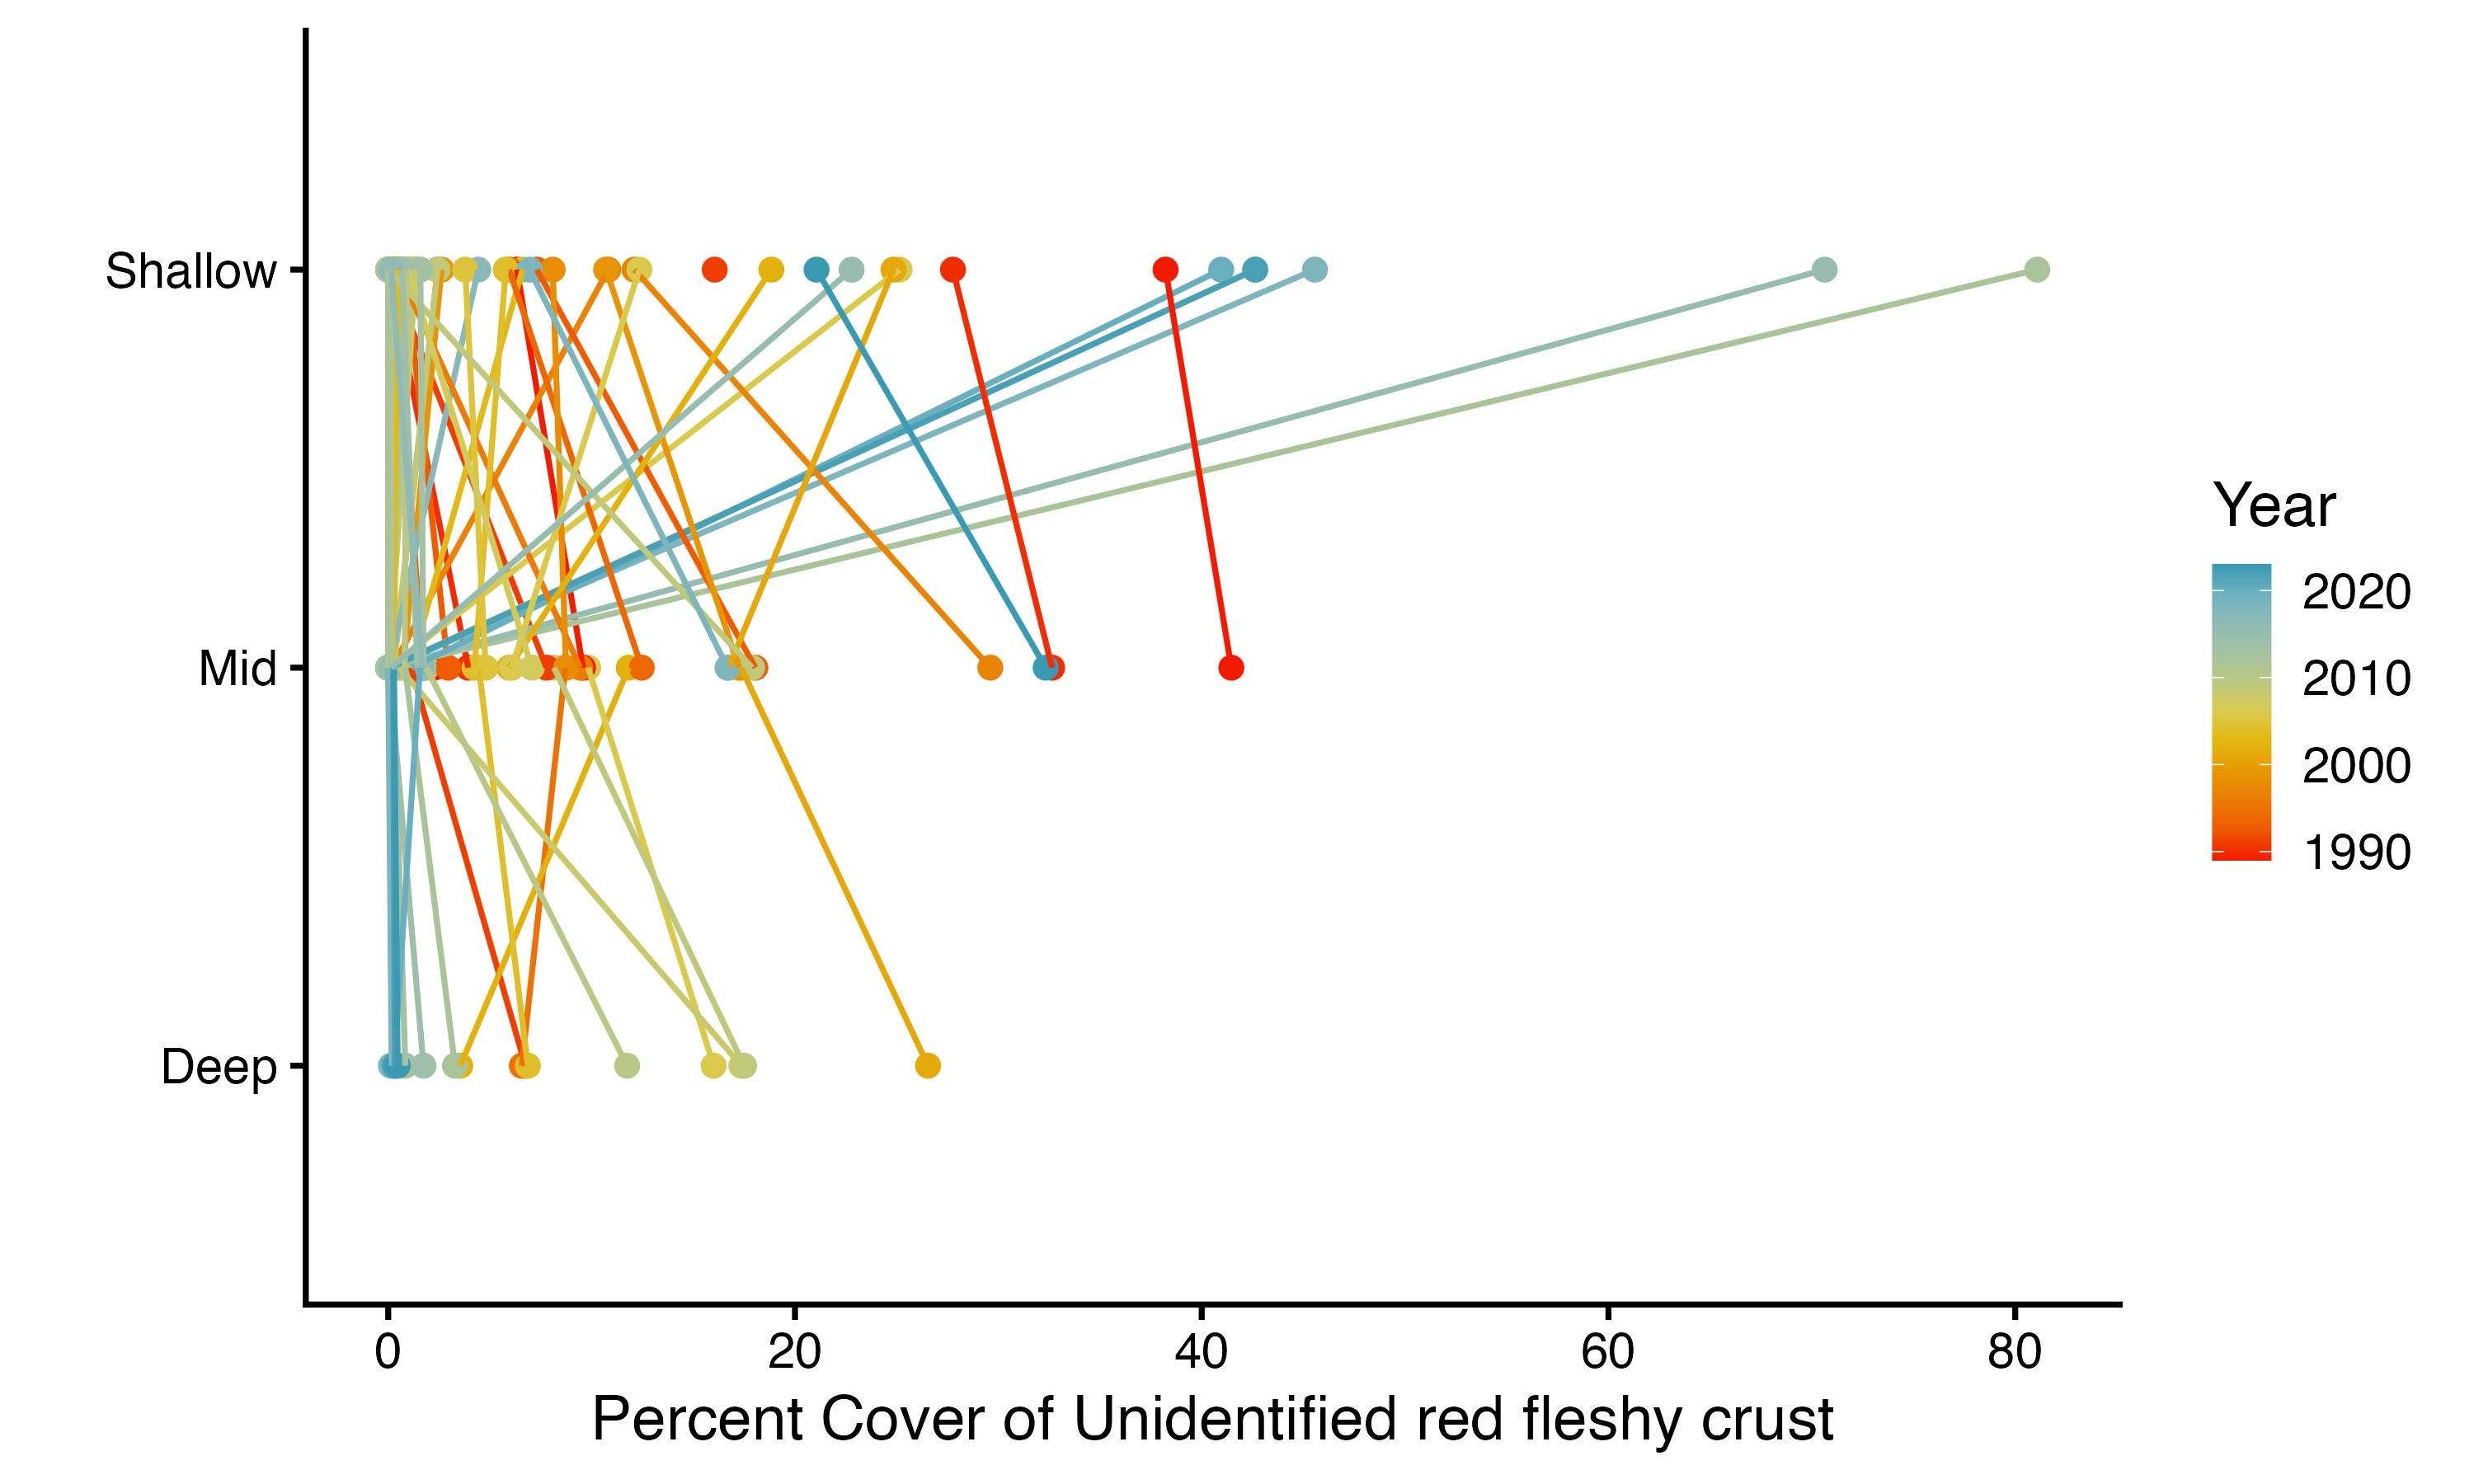 Shallow
Mid
Deep
0 20 40 60 80
Percent Cover of Unidentified red fleshy crust
Year
2020
2010
2000
1990